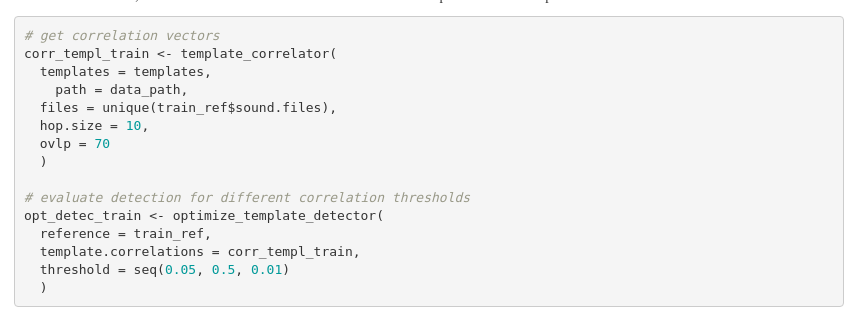 # get correlation vectors
corr_templ_train <- template_correlator(
  templates = templates,
    path = data_path,
  files = unique(train_ref$sound.files),
  hop.size = 10,
  ovlp = 70
  )

# evaluate detection for different correlation thresholds
opt_detec_train <- optimize_template_detector(
  reference = train_ref,
  template.correlations = corr_templ_train,
  threshold = seq(0.05, 0.5, 0.01)
  )